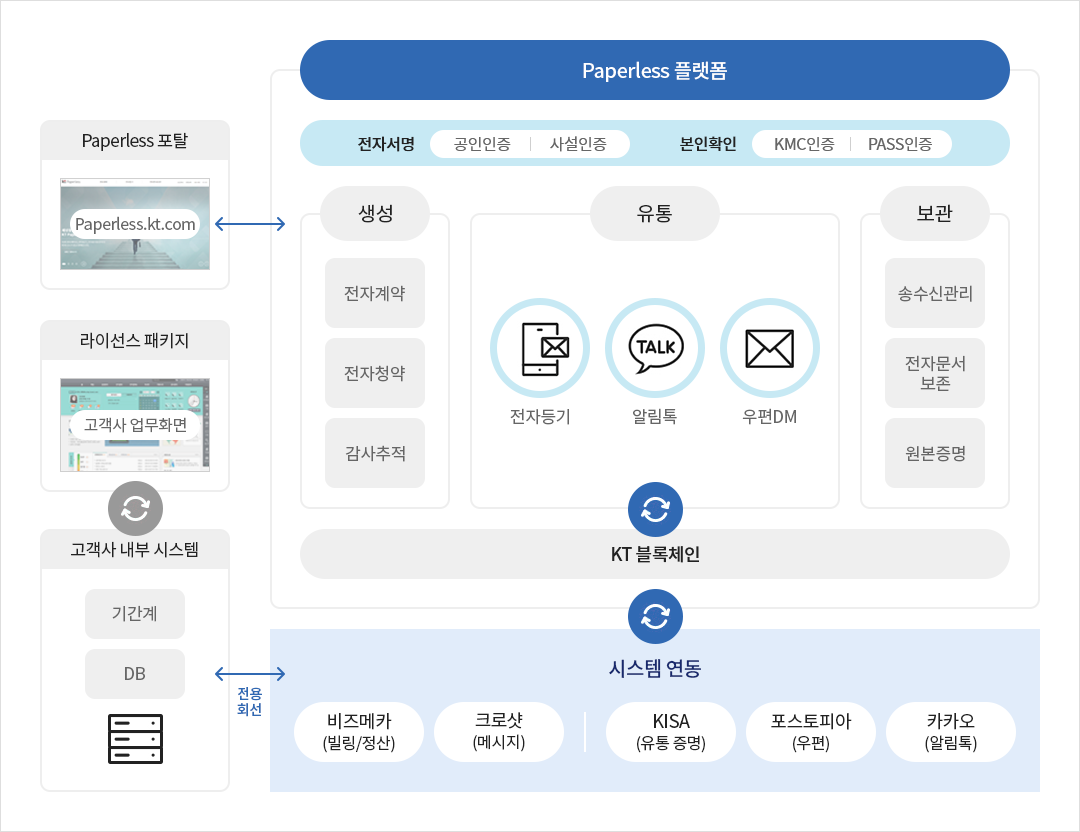 Paperless 플랫폼
전자서명 공인인증 사설인증 본인확인 KMC인증 PASS인증
Paperless 포탈
Paperless.kt.com
라이선스 패키지
고객사 업무화면
고객사 내부 시스템
기간계
DB
전용
회선
생성
전자계약
전자청약
감사추적
유통
TALK
전자등기 알림톡 우편DM
보관
송수신관리
전자문서
보존
원본증명
KT 블록체인
시스템 연동
비즈메카
(빌링/정산)
크로샷
(메시지)
KISA
(유통 증명)
포스토피아
(우편)
카카오
(알림톡)